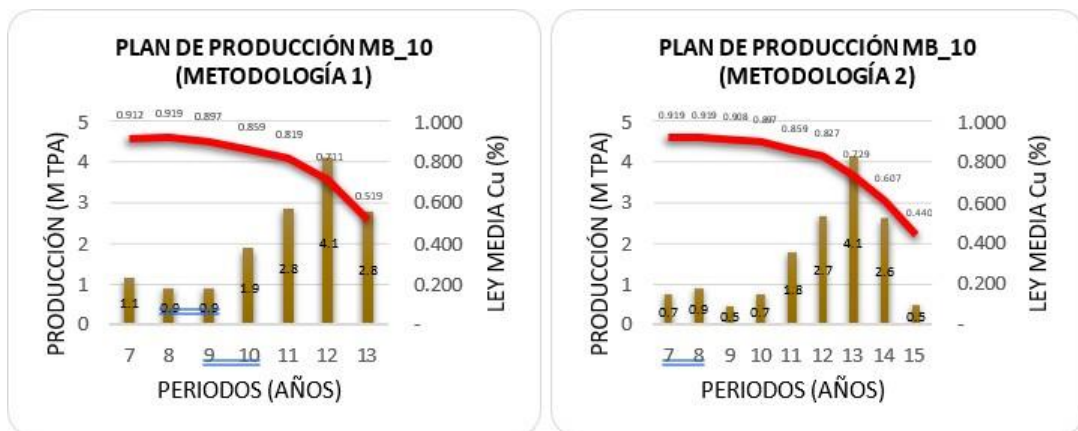 PLAN DE PRODUCCIÓN MB_10
(METODOLOGÍA 1)
0.912 0.919 0.897 0.859 0.819 0.711 0.519
5 4 3 2 1 0
PRODUCCIÓN (M TPA)
1.1 0.9 0.9 1.9 2.8 4.1 2.8
1.000 0.800 0.600 0.400 0.200 -
LEY MEDIA Cu (%)
7 8 9 10 11 12 13
PERIODOS (AÑOS)
PLAN DE PRODUCCIÓN MB_10
(METODOLOGÍA 2)
0.919 0.919 0.908 0.897 0.859 0.827 0.729 0.607 0.440
5 4 3 2 1 0
PRODUCCIÓN (M TPA)
0.7 0.9 0.5 0.7 1.8 2.7 4.1 2.6 0.5
1.000 0.800 0.600 0.400 0.200 -
LEY MEDIA Cu (%)
7 8 9 10 11 12 13 14 15
PERIODOS (AÑOS)